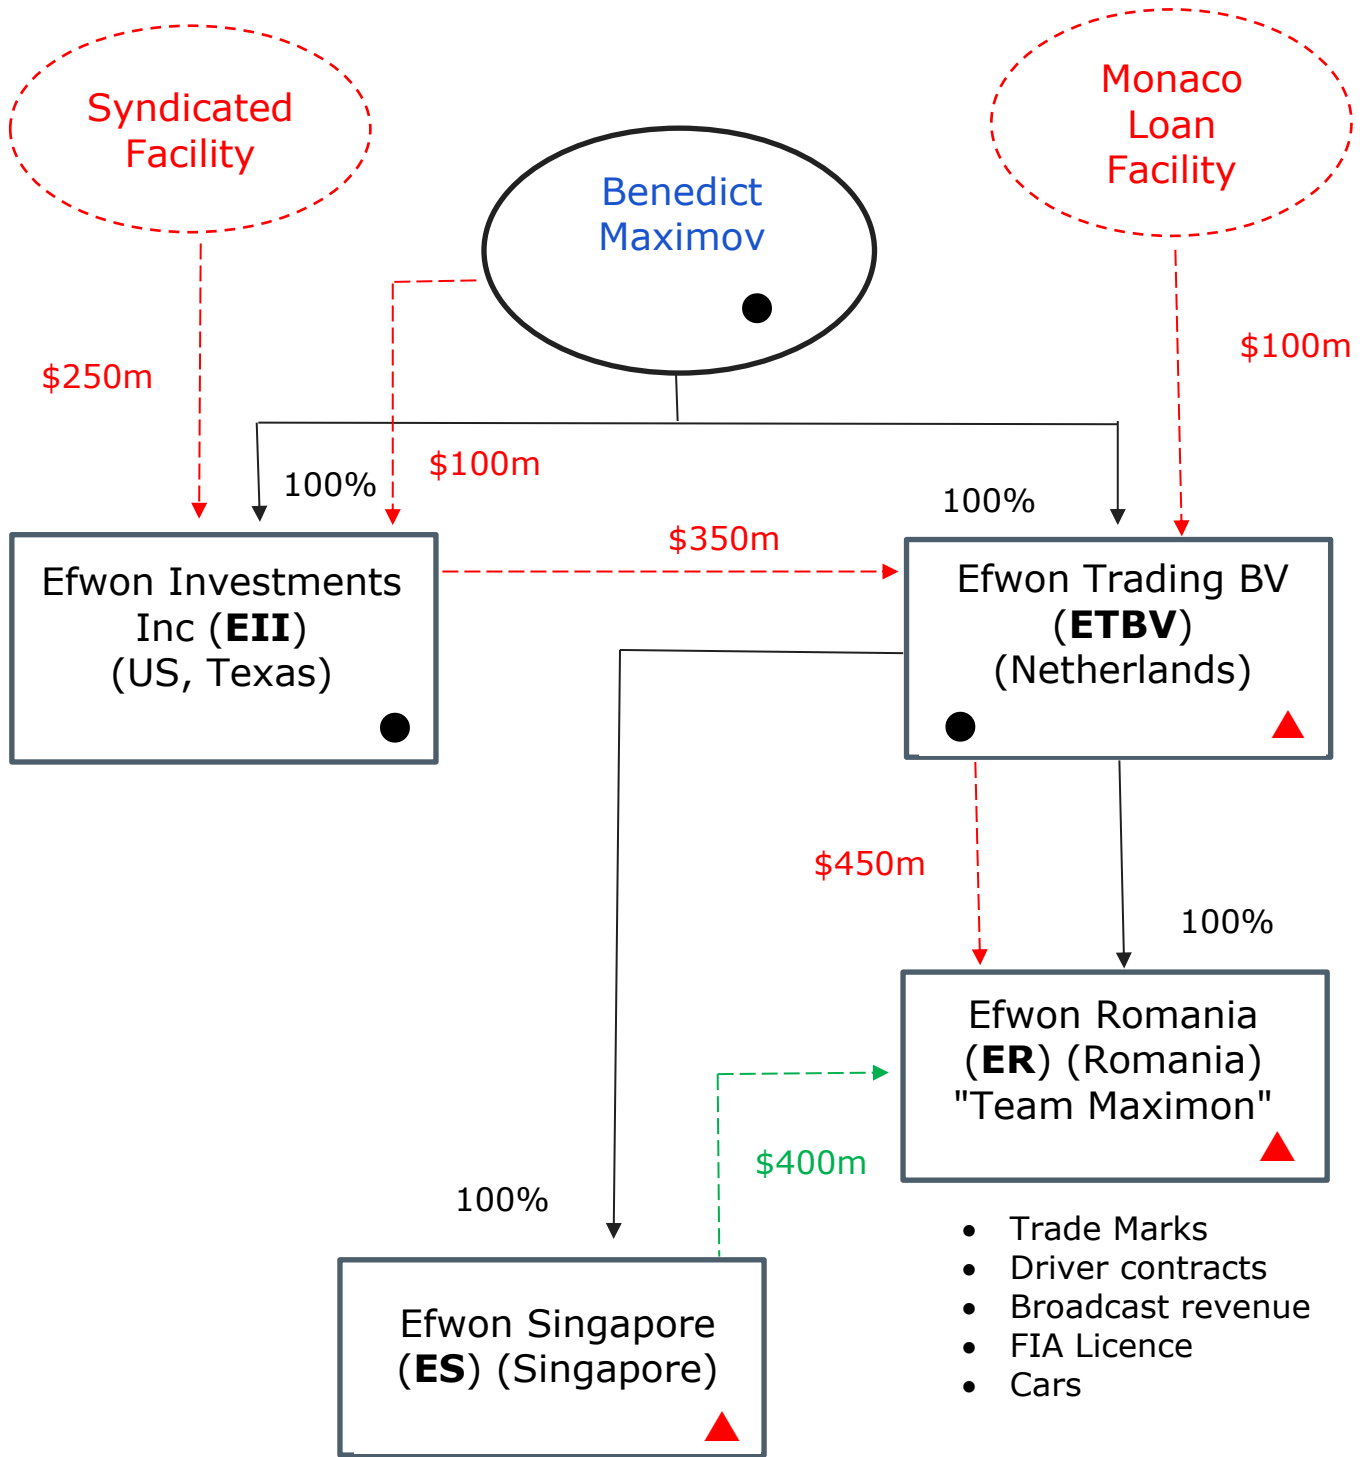 Syndicated
Facility
Monaco
Loan
Facility
Benedict
Maximov
$250m
$100m
100%
$100m
100%
$350m
Efwon Investments
Inc (EII)
(US, Texas)
Efwon Trading BV
(ETBV)
(Netherlands)
$450m
100%
Efwon Romania
(ER) (Romania)
"Team Maximon"
$400m
100%
• Trade Marks
• Driver contracts
• Broadcast revenue
• FIA Licence
• Cars
Efwon Singapore
(ES) (Singapore)